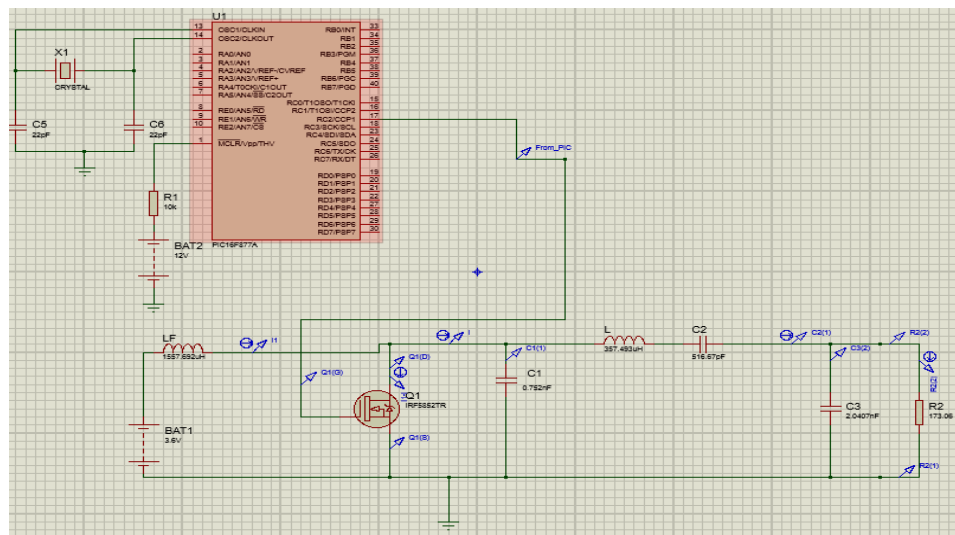 U1
13 OSC1/CLKIN RB0/INT 33
14 OSC2/CLKOUT RB1 34
RB2 35
2 RA0/AN0 RB3/PGM 36
3 RA1/AN1 RB4 37
4 RA2/AN2/VREF-/CVREF RB5 38
5 RA3/AN3/VREF+ RB6/PGC 39
6 RA4/T0CKI/C1OUT RB7/PGD 40
7 RA5/AN4/SS/C2OUT
RC0/T1OSO/T1CKI 15
8 RE0/AN5/RD RC1/T1OSI/CCP2 16
9 RE1/AN6/WR RC2/CCP1 17
10 RE2/AN7/CS RC3/SCK/SCL 18
RC4/SDI/SDA 23
1 MCLR/Vpp/THV RC5/SDO 24
RC6/TX/CK 25
RC7/RX/DT 26
RD0/PSP0 19
RD1/PSP1 20
RD2/PSP2 21
RD3/PSP3 22
RD4/PSP4 27
RD5/PSP5 28
RD6/PSP6 29
RD7/PSP7 30
PIC16F877A
X1
CRYSTAL
C5
22pF
C6
22pF
From_PIC
R1
10k
BAT2
12V
LF
1557.692uH
I1
I
L
357.493uH
C2
516.67pF
C2(1)
R2(2)
Q1(D)
C1(1)
C3(2)
R2(2)
Q1(G)
C1
0.752nF
Q1
IRF5852TR
C3
2.0407nF
R2
173.06
BAT1
3.6V
Q1(S)
R2(1)